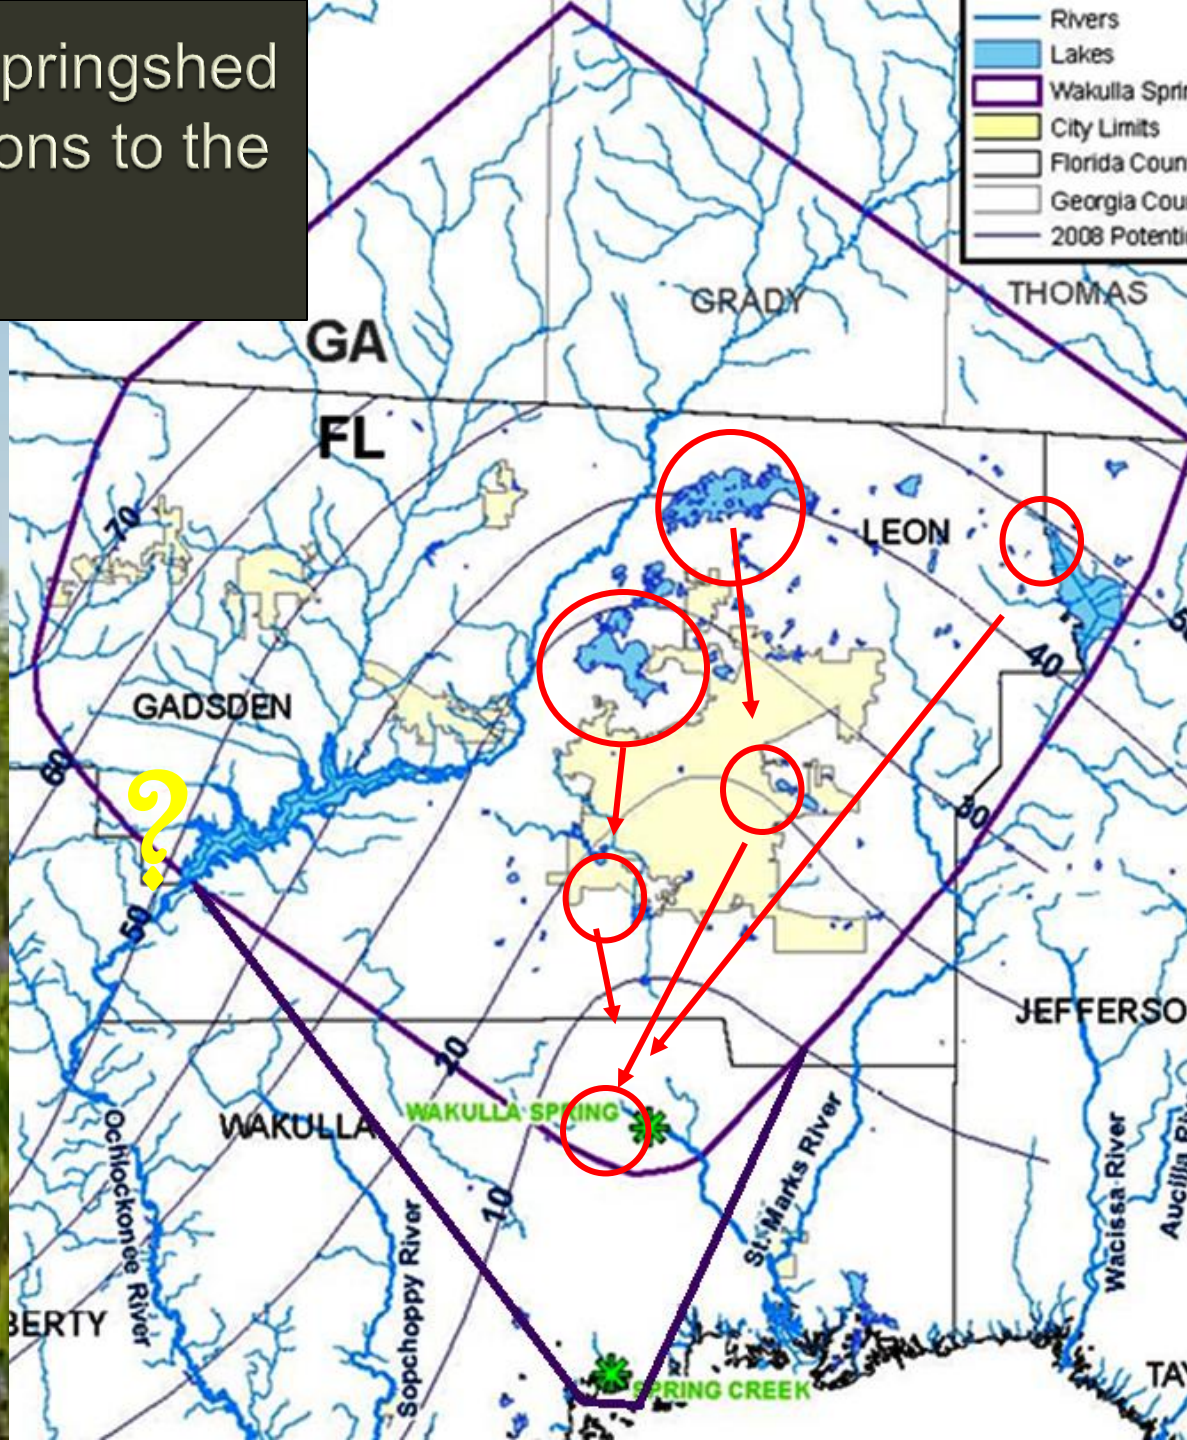 pringshed
ons to the
Rivers
Lakes
Wakulla Sprin
City Limits
Florida Coun
Georgia Cou
2008 Potenti
GRADY
THOMAS
GA
FL
70
LEON
40
GADSDEN
60
?
30
50
JEFFERSO
20
WAKULLA SPRING
WAKULLA
10
Ochlockonee River
Sopchoppy River
St. Marks River
Wacissa River
Aucilla Riv
BERTY
SPRING CREEK
TAY